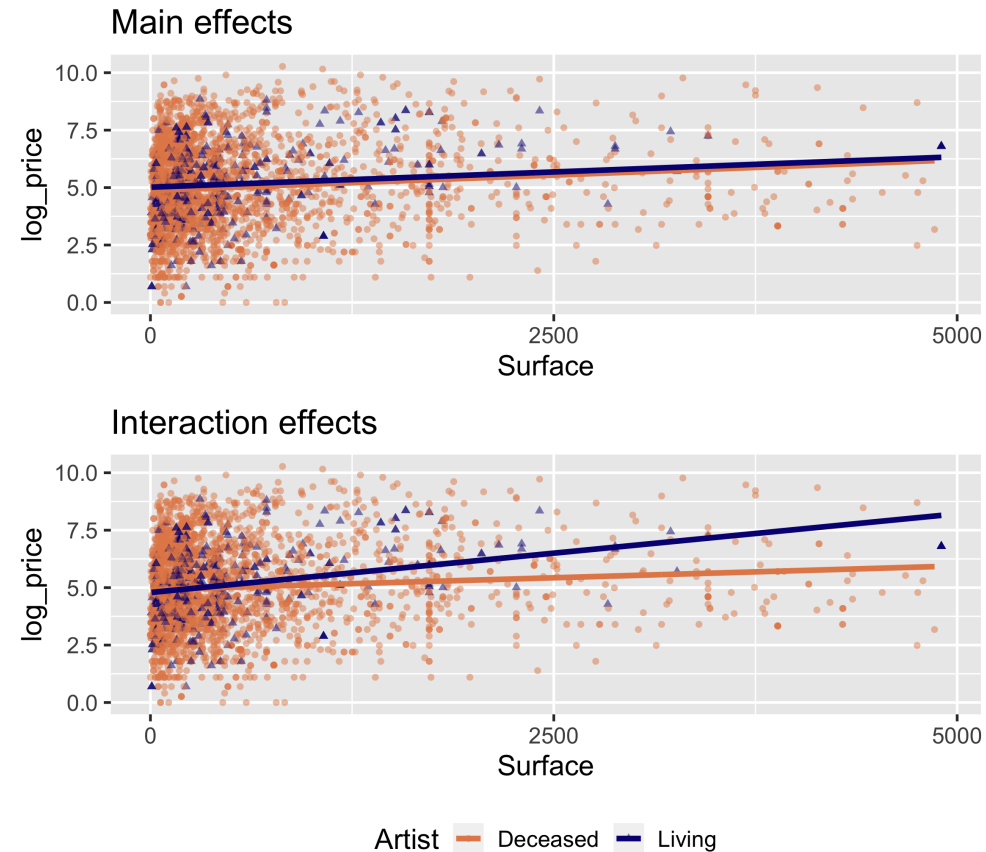 Main effects
log_price
10.0
7.5
5.0
2.5
0.0
0 2500 5000
Surface
Interaction effects
log_price
10.0
7.5
5.0
2.5
0.0
0 2500 5000
Surface
Artist Deceased Living